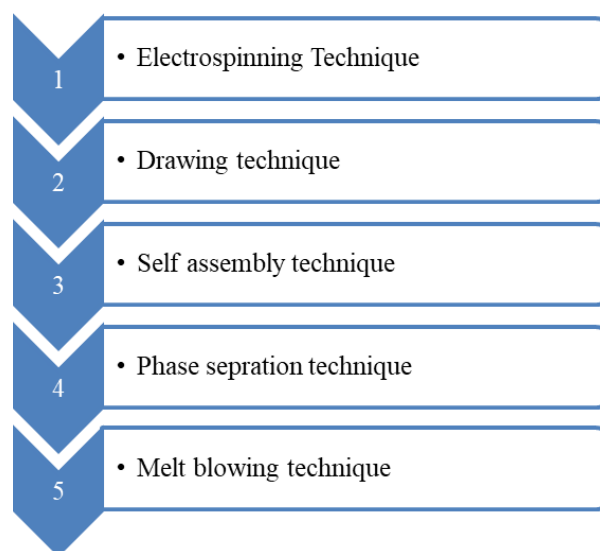 1
• Electrospinning Technique
2
• Drawing technique
3
• Self assembly technique
4
• Phase sepration technique
5
• Melt blowing technique